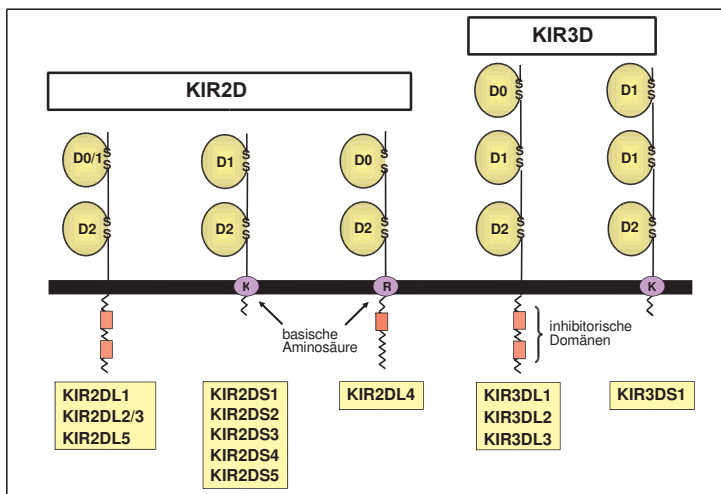 KIR3D
KIR2D
D0/1
S
S
D2
S
S
D1
S
S
D2
S
S
K
D0
S
S
D2
S
S
R
D0
S
S
D1
S
S
D2
S
S
D1
S
S
D1
S
S
D2
S
S
K
basische
Aminosäure
inhibitorische
Domänen
KIR2DL1
KIR2DL2/3
KIR2DL5
KIR2DS1
KIR2DS2
KIR2DS3
KIR2DS4
KIR2DS5
KIR2DL4
KIR3DL1
KIR3DL2
KIR3DL3
KIR3DS1